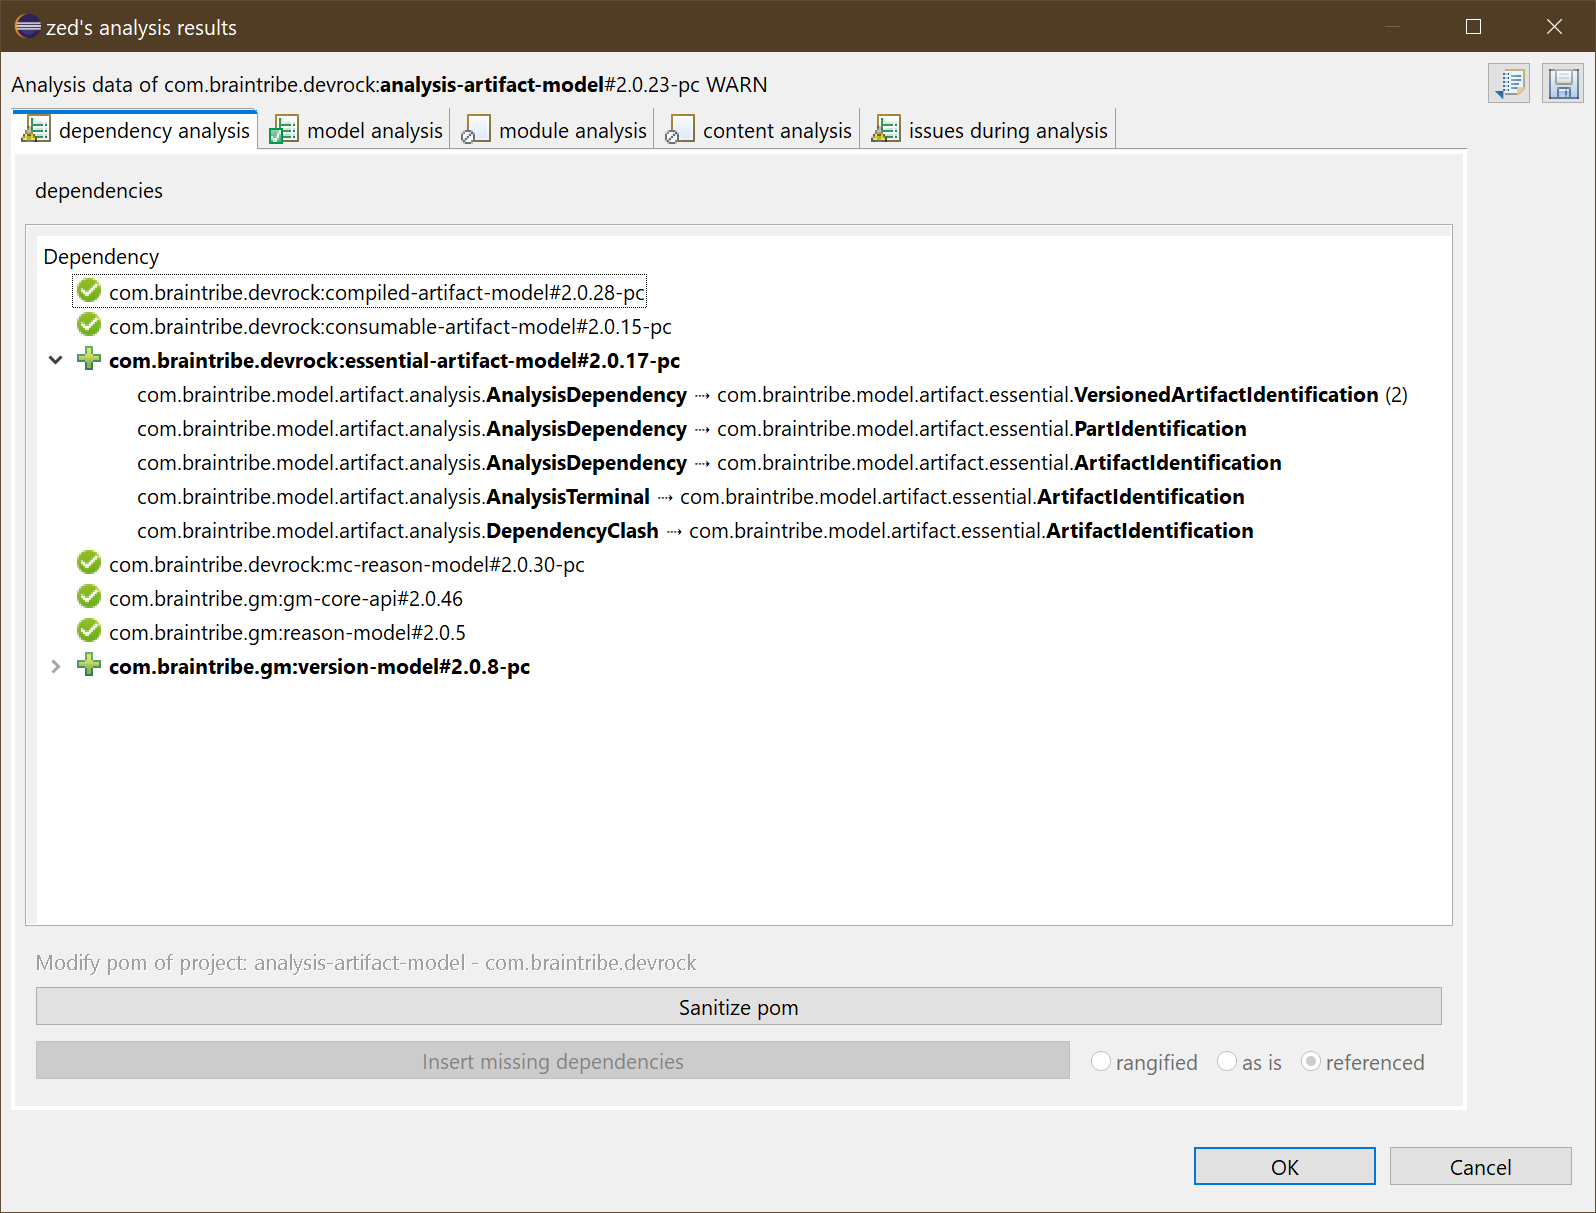 zed's analysis results
Analysis data of com.braintribe.devrock:analysis-artifact-model#2.0.23-pc WARN
dependency analysis model analysis module analysis content analysis issues during analysis
dependencies
Dependency
com.braintribe.devrock:compiled-artifact-model#2.0.28-pc
com.braintribe.devrock:consumable-artifact-model#2.0.15-pc
com.braintribe.devrock:essential-artifact-model#2.0.17-pc
com.braintribe.model.artifact.analysis.AnalysisDependency ⇢ com.braintribe.model.artifact.essential.VersionedArtifactIdentification (2)
com.braintribe.model.artifact.analysis.AnalysisDependency ⇢ com.braintribe.model.artifact.essential.PartIdentification
com.braintribe.model.artifact.analysis.AnalysisDependency ⇢ com.braintribe.model.artifact.essential.ArtifactIdentification
com.braintribe.model.artifact.analysis.AnalysisTerminal ⇢ com.braintribe.model.artifact.essential.ArtifactIdentification
com.braintribe.model.artifact.analysis.DependencyClash ⇢ com.braintribe.model.artifact.essential.ArtifactIdentification
com.braintribe.devrock:mc-reason-model#2.0.30-pc
com.braintribe.gm:gm-core-api#2.0.46
com.braintribe.gm:reason-model#2.0.5
com.braintribe.gm:version-model#2.0.8-pc
Modify pom of project: analysis-artifact-model - com.braintribe.devrock
Sanitize pom
Insert missing dependencies rangified as is referenced
OK Cancel